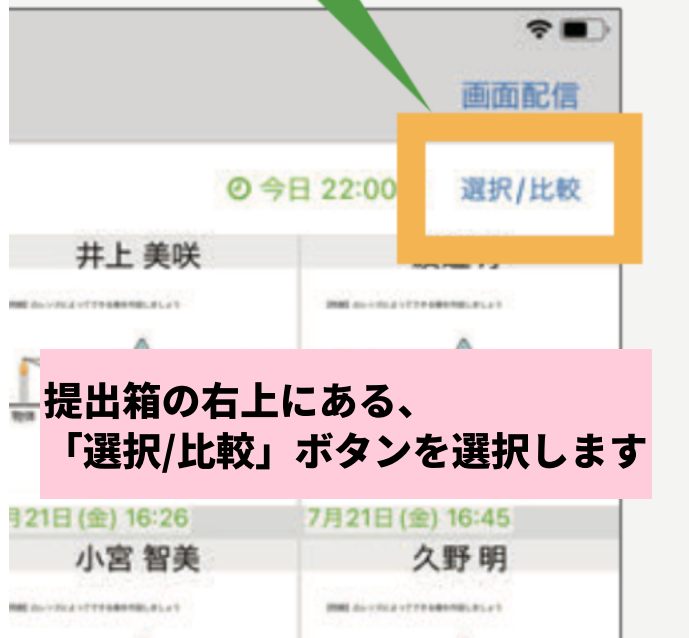 画面配信
今日 22:00
選択/比較
井上 美咲
提出箱の右上にある、
「選択/比較」ボタンを選択します
月21日(金) 16:26
7月21日(金) 16:45
小宮 智美
久野 明